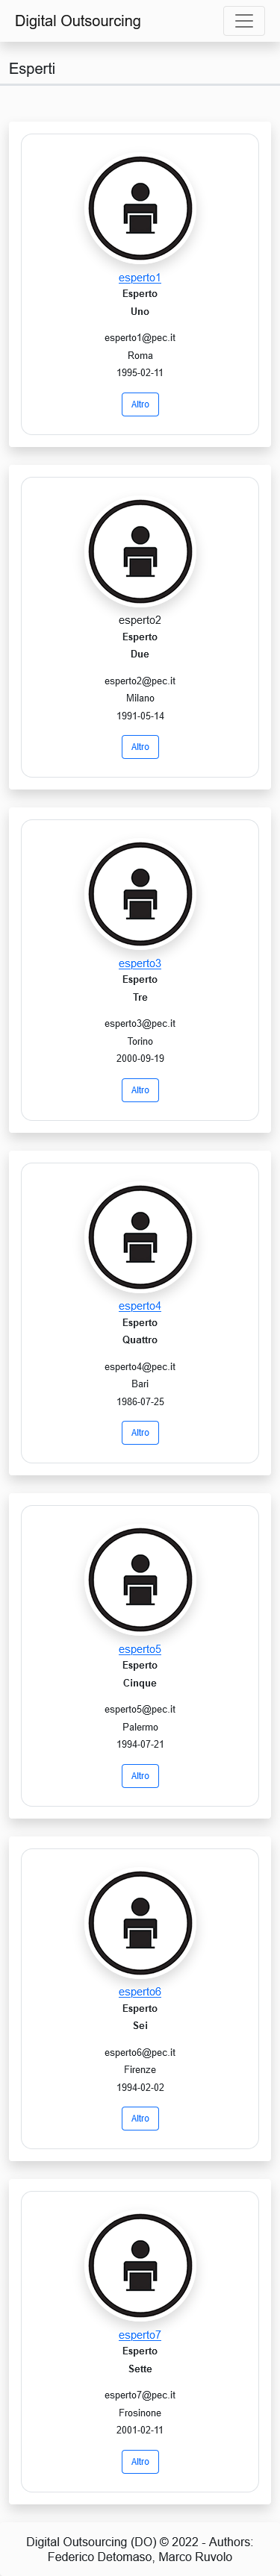 Digital Outsourcing
Esperti
esperto1
Esperto
Uno
esperto1@pec.it
Roma
1995-02-11
Altro
esperto2
Esperto
Due
esperto2@pec.it
Milano
1991-05-14
Altro
esperto3
Esperto
Tre
esperto3@pec.it
Torino
2000-09-19
Altro
esperto4
Esperto
Quattro
esperto4@pec.it
Bari
1986-07-25
Altro
esperto5
Esperto
Cinque
esperto5@pec.it
Palermo
1994-07-21
Altro
esperto6
Esperto
Sei
esperto6@pec.it
Firenze
1994-02-02
Altro
esperto7
Esperto
Sette
esperto7@pec.it
Frosinone
2001-02-11
Altro
Digital Outsourcing (DO) © 2022 - Authors:
Federico Detomaso, Marco Ruvolo